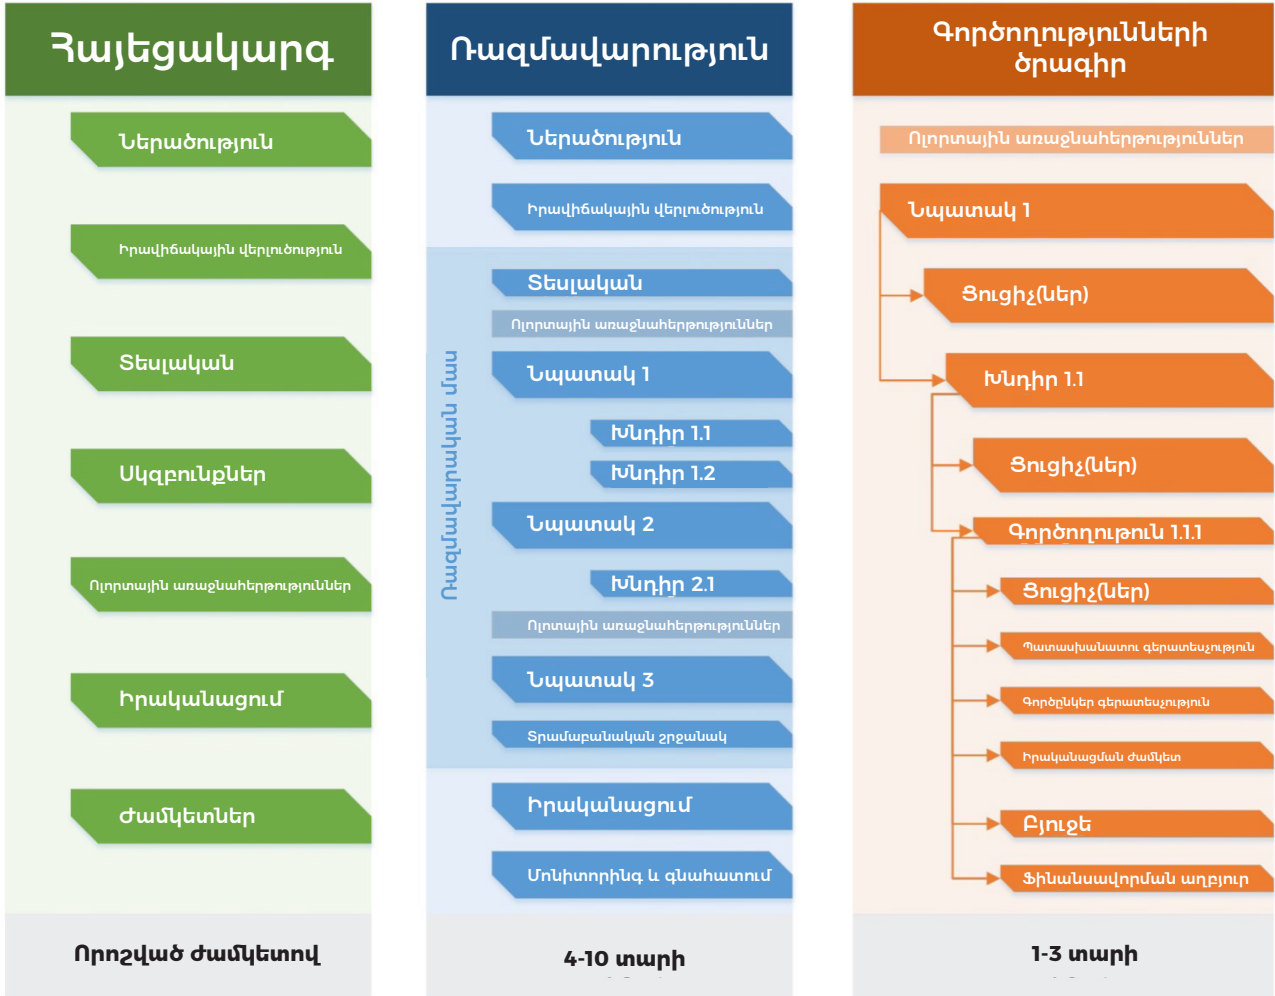 Հայեցակարգ
Ներածություն
Իրավիճակային վերլուծություն
Տեսլական
Սկզբունքներ
Ոլորտային առաջնահերթություններ
Իրականացում
Ժամկետներ
Որոշված ժամկետով
Ռազմավարություն
Ներածություն
Իրավիճակային վերլուծություն
Ռազմավարական մաս
Տեսլական
Ոլորտային առաջնահերթություններ
Նպատակ 1
Խնդիր 1.1
Խնդիր 1.2
Նպատակ 2
Խնդիր 2.1
Ոլոտային առաջնահերթություններ
Նպատակ 3
Տրամաբանական շրջանակ
Իրականացում
Մոնիտորինգ և գնահատում
4-10 տարի
Գործողությունների
ծրագիր
Ոլորտային առաջնահերթություններ
Նպատակ 1
Ցուցիչ(ներ)
Խնդիր 1.1
Ցուցիչ(ներ)
Գործողութուն 1.1.1
Ցուցիչ(ներ)
Պատասխանատու գերատեսչություն
Գործընկեր գերատեսչություն
Իրականացման ժամկետ
Բյուջե
Ֆինանսավորման աղբյուր
1-3 տարի